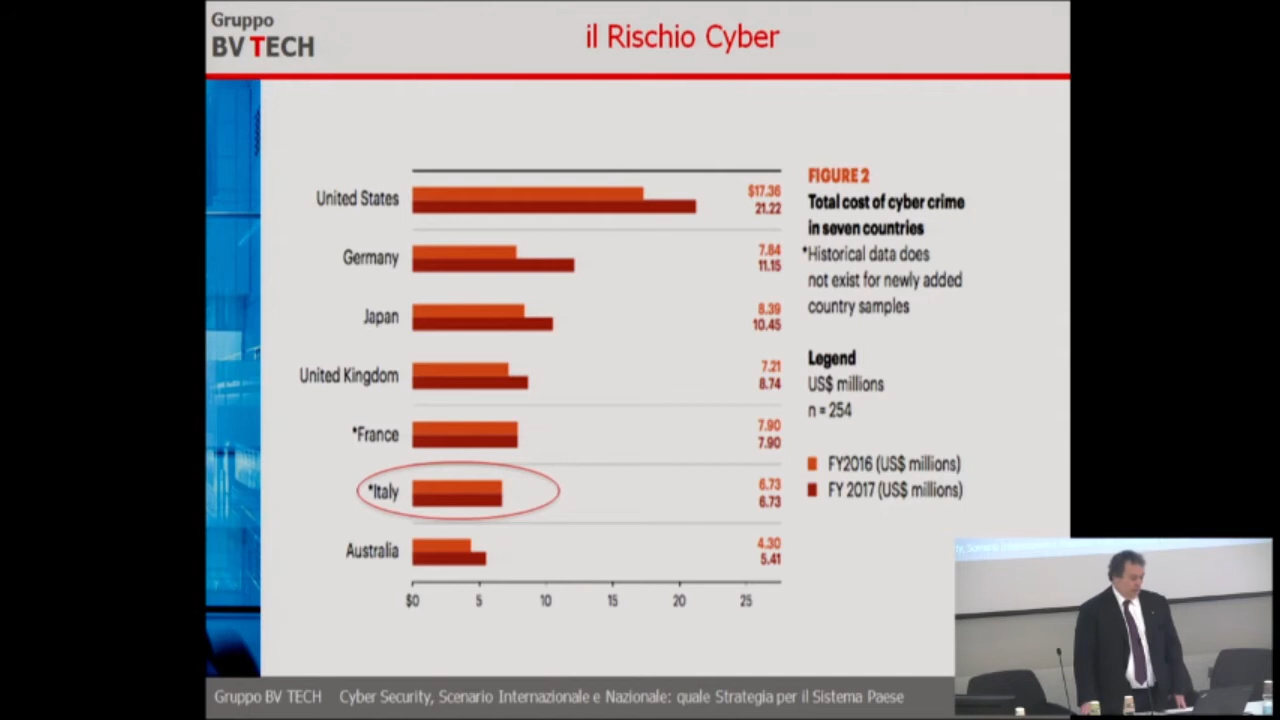 Gruppo
BV TECH
il Rischio Cyber
United States
$17.36
21.22
Germany
7.84
11.15
Japan
8.39
10.45
United Kingdom
7.21
8.74
*France
7.90
7.90
*Italy
6.73
6.73
Australia
4.30
5.41
$0 5 10 15 20 25
FIGURE 2
Total cost of cyber crime
in seven countries
*Historical data does
not exist for newly added
country samples
Legend
US$ millions
n = 254
FY2016 (US$ millions)
FY 2017 (US$ millions)
Gruppo BV TECH Cyber Security, Scenario Internazionale e Nazionale: quale Strategia per il Sistema Paese